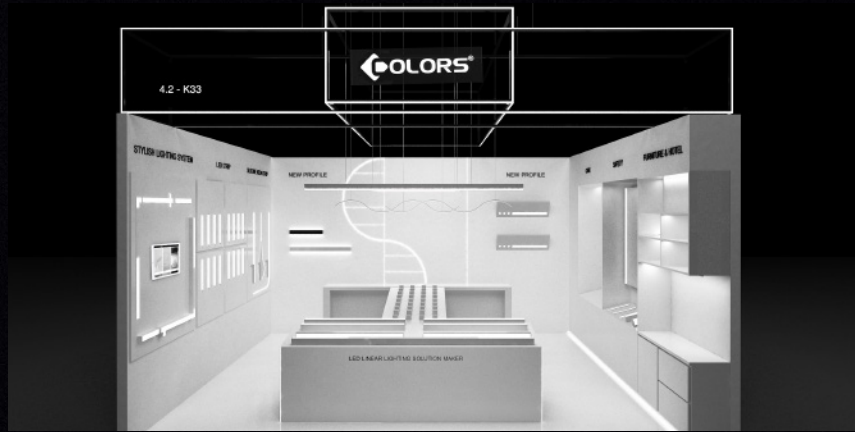 COLORS®
4.2 - K33
STYLISH LIGHTING SYSTEM
LED STRIP
NEW PROFILE
NEW PROFILE
FURNITURE & HOTEL
LED LINEAR LIGHTING SOLUTION MAKER